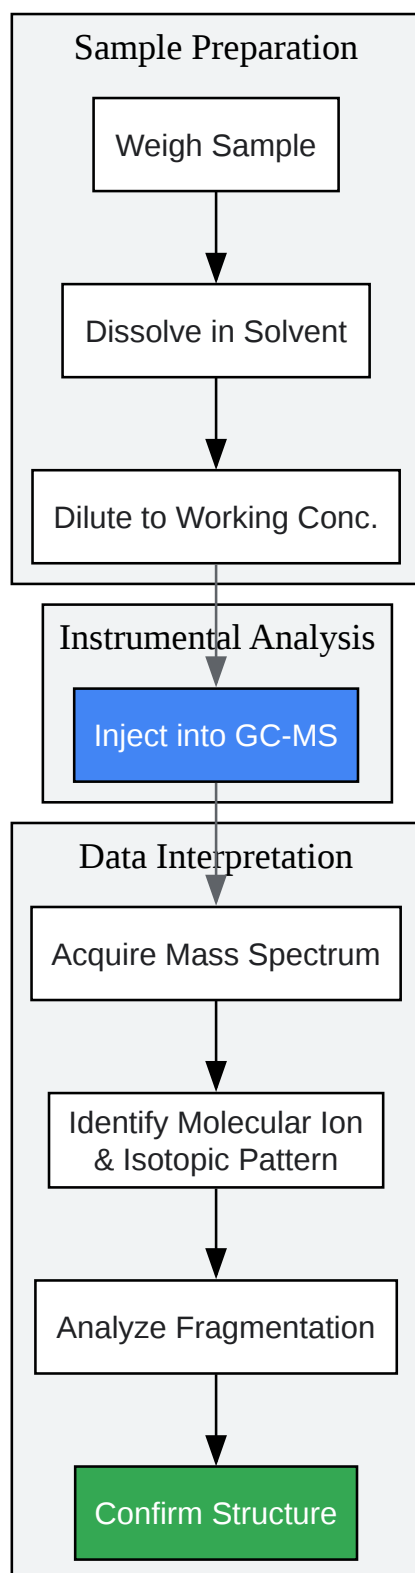 Sample Preparation
Weigh Sample
Dissolve in Solvent
Dilute to Working Conc.
Instrumental Analysis
Inject into GC-MS
Data Interpretation
Acquire Mass Spectrum
Identify Molecular Ion
& Isotopic Pattern
Analyze Fragmentation
Confirm Structure